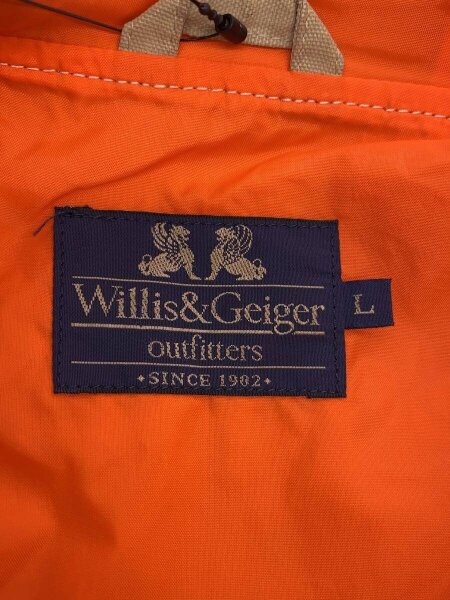 Willis&Geiger
outfitters
• SINCE 1902 •
L